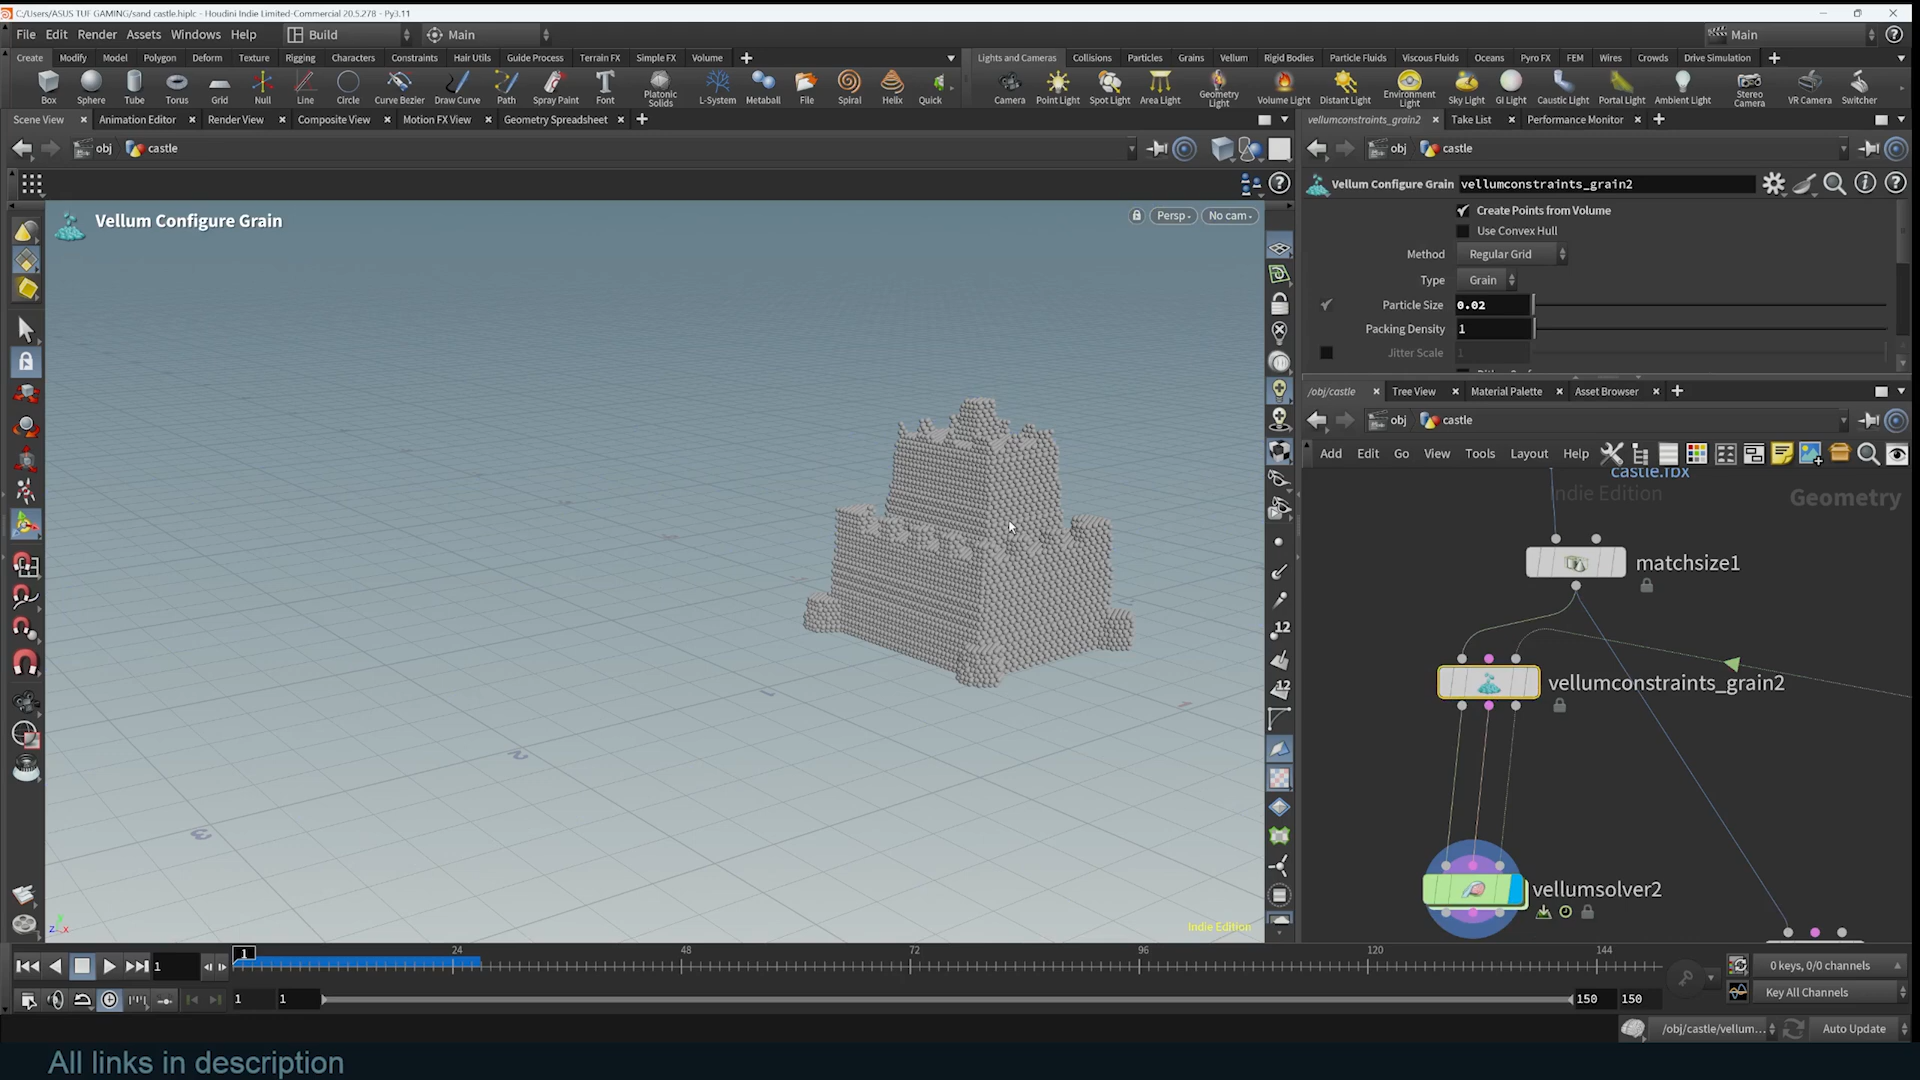 C:/Users/ASUS TUF GAMING/sand castle.hiplc - Houdini Indie Limited-Commercial 20.5.278 - Py3.11
File Edit Render Assets Windows Help Build Main Main
Create Modify Model Polygon Deform Texture Rigging Characters Constraints Hair Utils Guide Process Terrain FX Simple FX Volume
Lights and Cameras Collisions Particles Grains Vellum Rigid Bodies Particle Fluids Viscous Fluids Oceans Pyro FX FEM Wires Crowds Drive Simulation
Box Sphere Tube Torus Grid Null Line Circle Curve Bezier Draw Curve Path Spray Paint Font Platonic Solids L-System Metaball File Spiral Helix Quick
Camera Point Light Spot Light Area Light Geometry Light Volume Light Distant Light Environment Light Sky Light GI Light Caustic Light Portal Light Ambient Light Stereo Camera VR Camera Switcher
Scene View Animation Editor Render View Composite View Motion FX View Geometry Spreadsheet
vellumconstraints_grain2 Take List Performance Monitor
obj castle
obj castle
Vellum Configure Grain vellumconstraints_grain2
Vellum Configure Grain
Persp No cam
Create Points from Volume
Use Convex Hull
Method Regular Grid
Type Grain
Particle Size 0.02
Packing Density 1
Jitter Scale 1
/obj/castle Tree View Material Palette Asset Browser
obj castle
Add Edit Go View Tools Layout Help
castle.fbx
Indie Edition
Geometry
matchsize1
vellumconstraints_grain2
vellumsolver2
12
12
1
2
3
Indie Edition
z x y
1 1 24 48 72 96 120 144
0 keys, 0/0 channels
1 1 150 150 Key All Channels
/obj/castle/vellum... Auto Update
All links in description